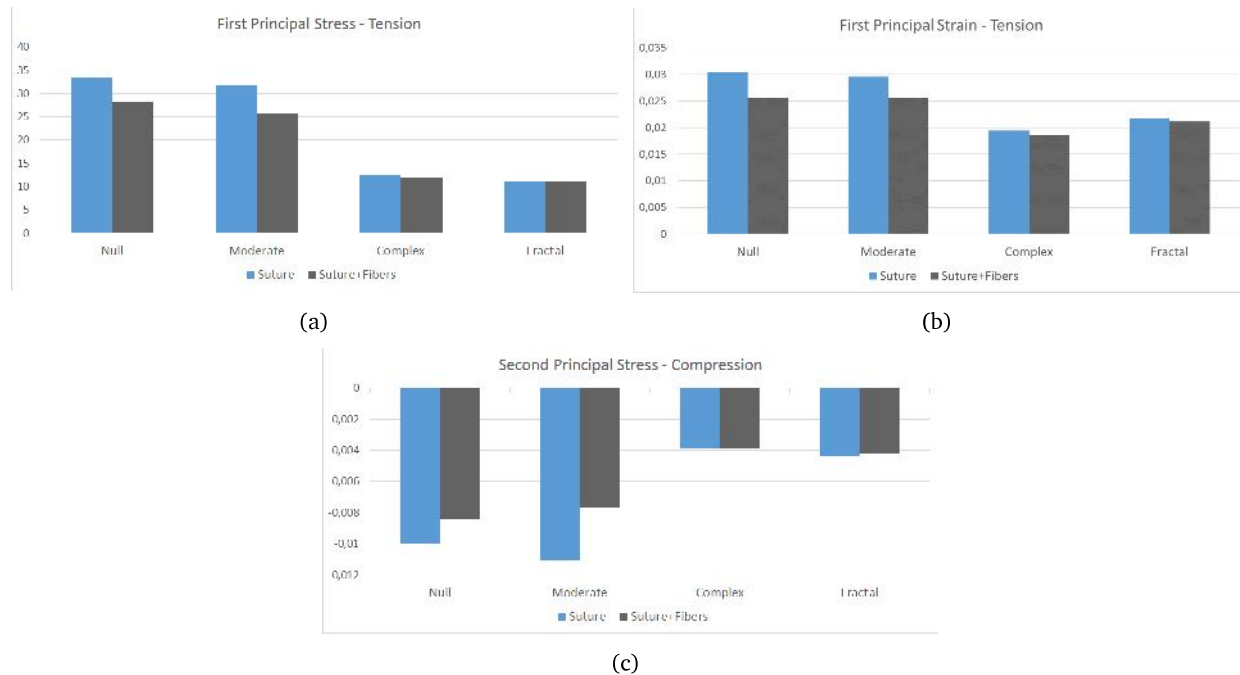 First Principal Stress - Tension
40
35
30
25
20
15
10
5
0
Null Moderate Complex Fractal
Suture Suture+Fibers
(a)
First Principal Strain - Tension
0,035
0,03
0,025
0,02
0,015
0,01
0,005
0
Null Moderate Complex Fractal
Suture Suture+Fibers
(b)
Second Principal Stress - Compression
0
0,002
0,004
0,006
-0,008
-0,01
0,012
Null Moderate Complex Fractal
Suture Suture+Fibers
(c)